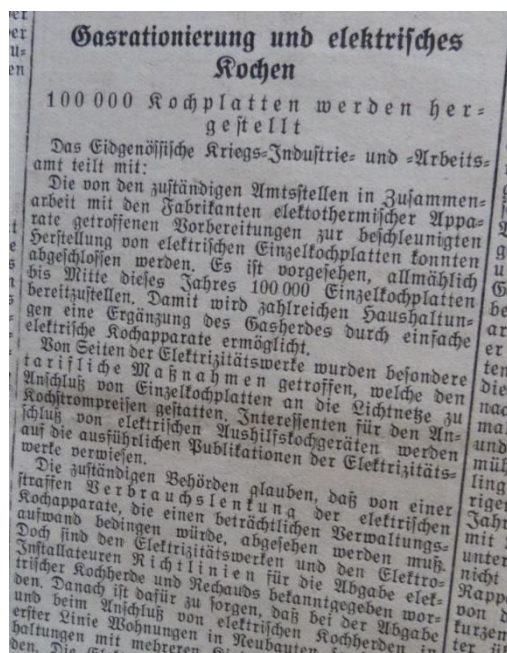 Gasrationierung und elektrisches
Kochen
100 000 Kochplatten werden her-
gestellt
Das Eidgenössische Kriegs-Industrie- und -Arbeits-
amt teilt mit:
Die von den zuständigen Amtsstellen in Zusammen-
arbeit mit den Fabrikanten elektothermischer Appa-
rate getroffenen Vorbereitungen zur beschleunigten
Herstellung von elektrischen Einzelkochplatten konnten
abgeschlossen werden. Es ist vorgesehen, allmählich
bis Mitte dieses Jahres 100 000 Einzelkochplatten
bereitzustellen. Damit wird zahlreichen Haushaltun-
gen eine Ergänzung des Gasherdes durch einfache
elektrische Kochapparate ermöglicht.
Von Seiten der Elektrizitätswerke wurden besondere
tarifliche Maßnahmen getroffen, welche den
Anschluß von Einzelkochplatten an die Lichtnetze zu
Kochstrompreisen gestatten. Interessenten für den An-
schluß von elektrischen Aushilfskochgeräten werden
auf die ausführlichen Publikationen der Elektrizitäts-
werke verwiesen.
Die zuständigen Behörden glauben, daß von einer
straffen Verbrauchslenkung der elektrischen
Kochapparate, die einen beträchtlichen Verwaltungs-
aufwand bedingen würde, abgesehen werden muß.
Doch sind den Elektrizitätswerken und den Elektro-
Installateuren Richtlinien für die Abgabe elek-
trischer Kochherde und Rechauds bekanntgegeben wor-
den. Danach ist dafür zu sorgen, daß bei der Abgabe
und beim Anschluß von elektrischen Kochherden in
erster Linie Wohnungen in Neubauten
haltungen mit mehreren
den. Die